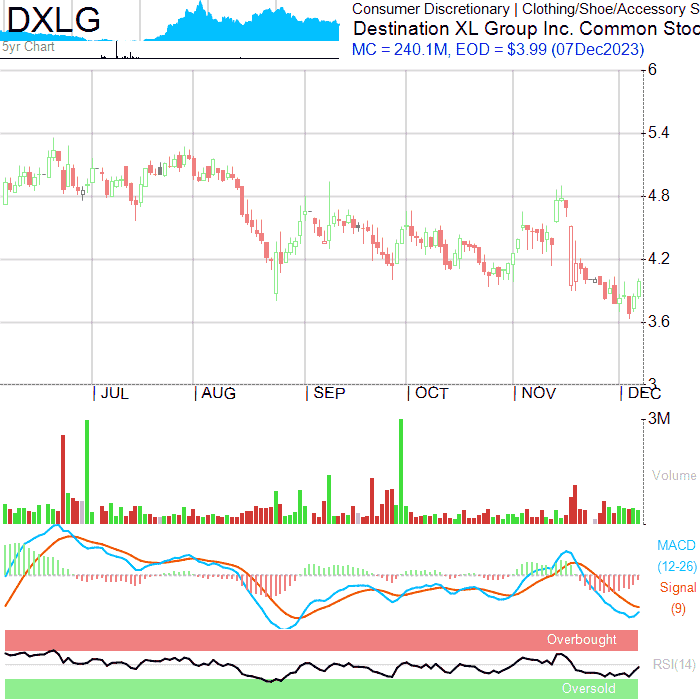 DXLG
5yr Chart
Consumer Discretionary | Clothing/Shoe/Accessory S
Destination XL Group Inc. Common Stoc
MC = 240.1M, EOD = $3.99 (07Dec2023)
6
5.4
4.8
4.2
3.6
3
JUL
AUG
SEP
OCT
NOV
DEC
3M
Volume
MACD
(12-26)
Signal
(9)
Overbought
RSI(14)
Oversold